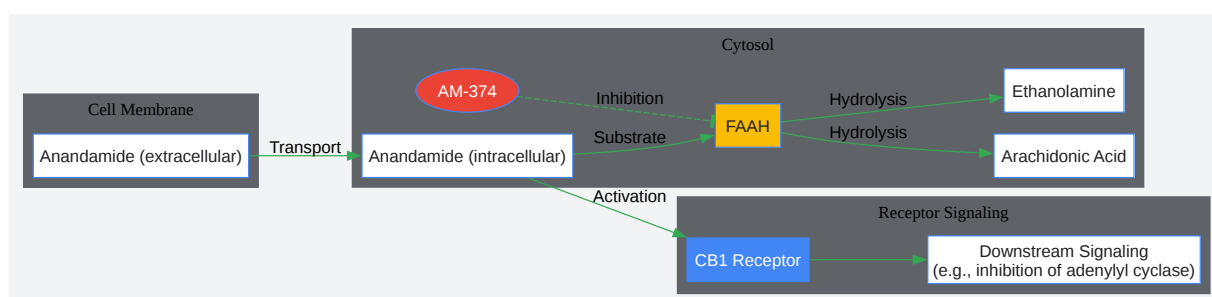 Cell Membrane
Anandamide (extracellular)
Transport
Cytosol
AM-374
Inhibition
Anandamide (intracellular)
Substrate
FAAH
Hydrolysis
Ethanolamine
Hydrolysis
Arachidonic Acid
Activation
Receptor Signaling
CB1 Receptor
Downstream Signaling
(e.g., inhibition of adenylyl cyclase)